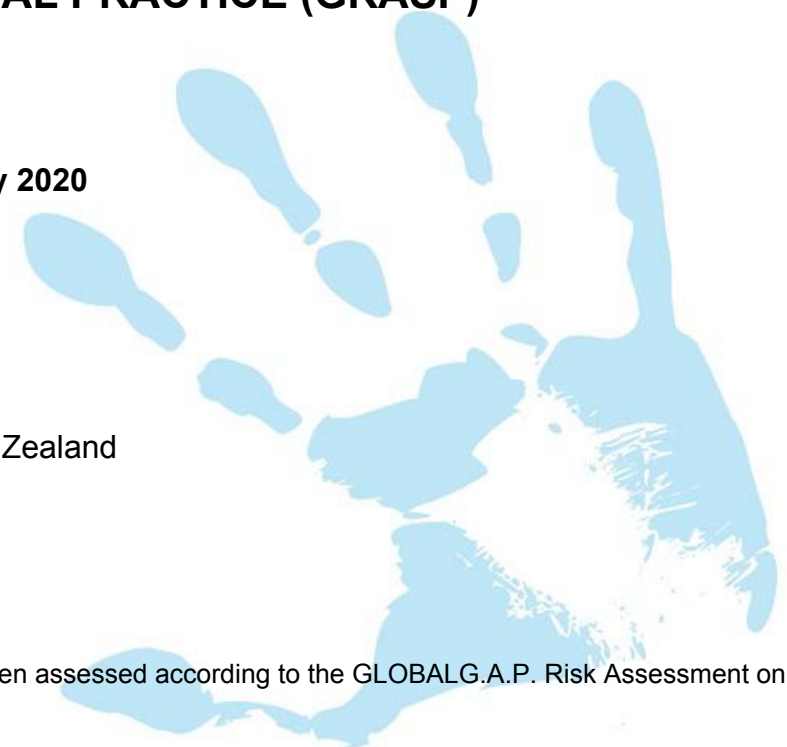 AL PRACTICE (GRASP)
y 2020
Zealand
en assessed according to the GLOBALG.A.P. Risk Assessment on